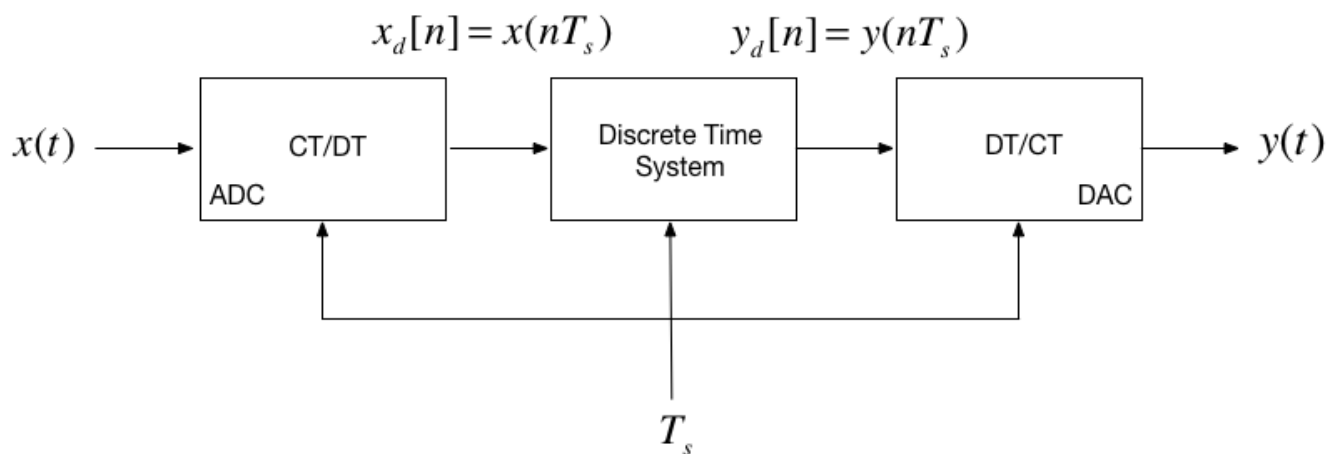 x_d[n] = x(nT_s)
y_d[n] = y(nT_s)
x(t)
CT/DT
ADC
Discrete Time
System
DT/CT
DAC
y(t)
T_s